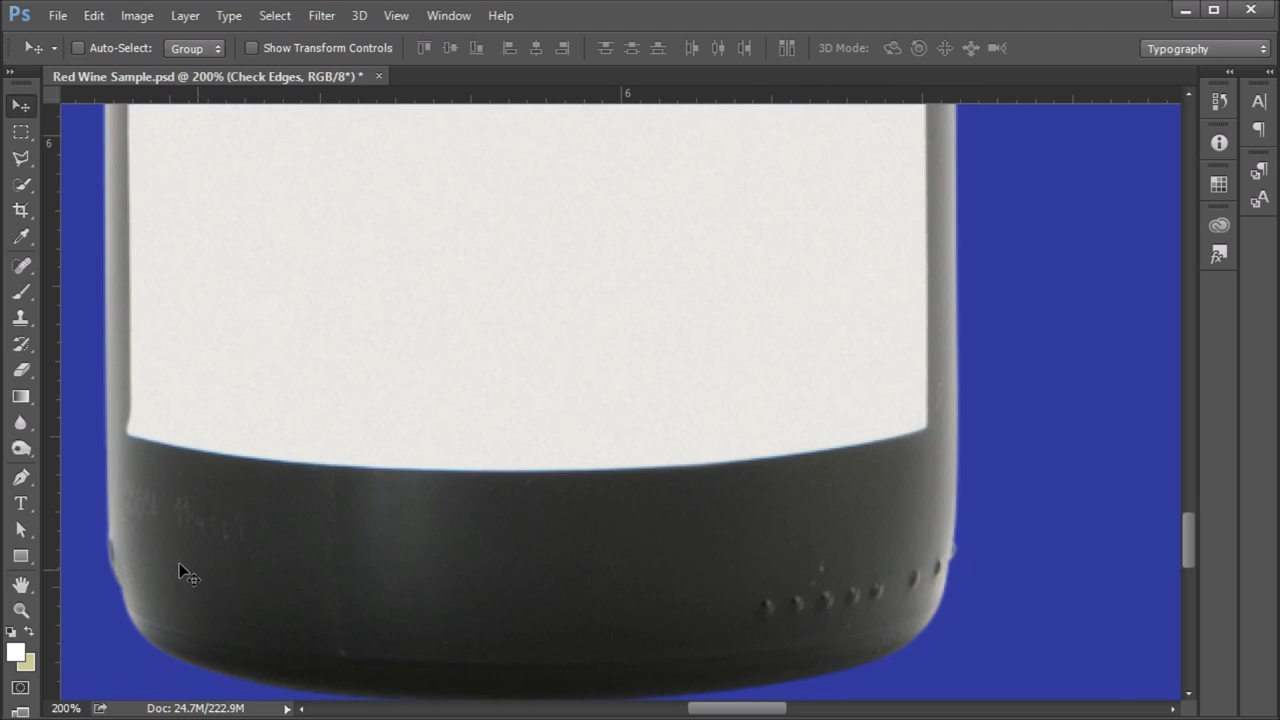 Ps File Edit Image Layer Type Select Filter 3D View Window Help
Auto-Select: Group Show Transform Controls 3D Mode: Typography
Red Wine Sample.psd @ 200% (Check Edges, RGB/8*) * ×
6
6
T
A|
A
fx
200% Doc: 24.7M/222.9M